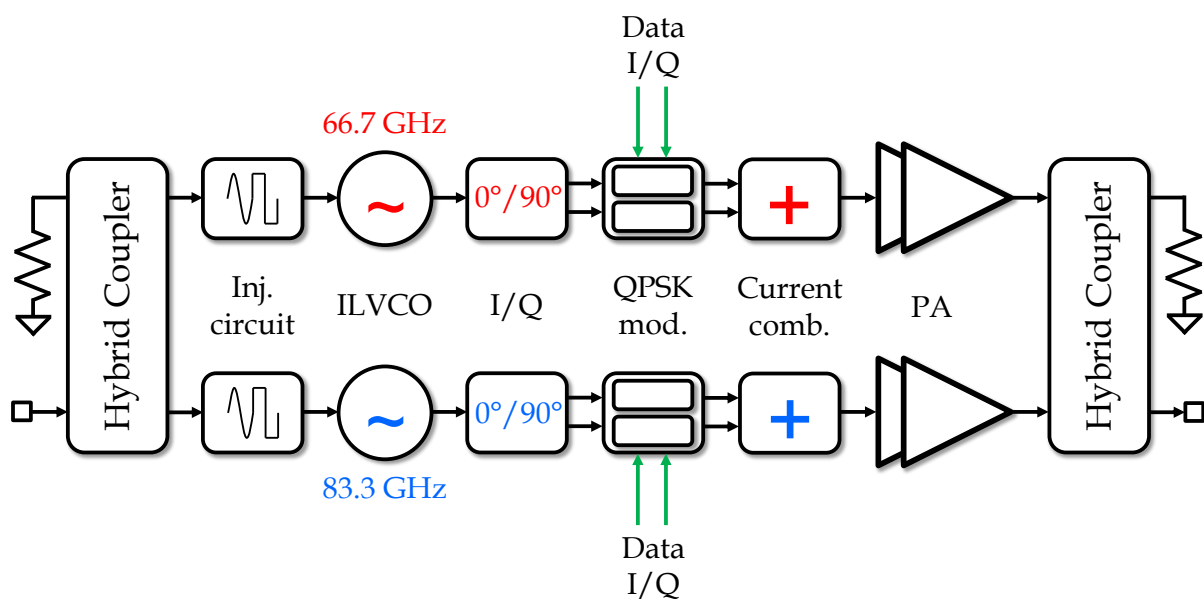 Data
I/Q
66.7 GHz
Hybrid Coupler
~
0°/90°
+
Hybrid Coupler
Inj.
circuit
ILVCO
I/Q
QPSK
mod.
Current
comb.
PA
~
0°/90°
+
83.3 GHz
Data
I/Q